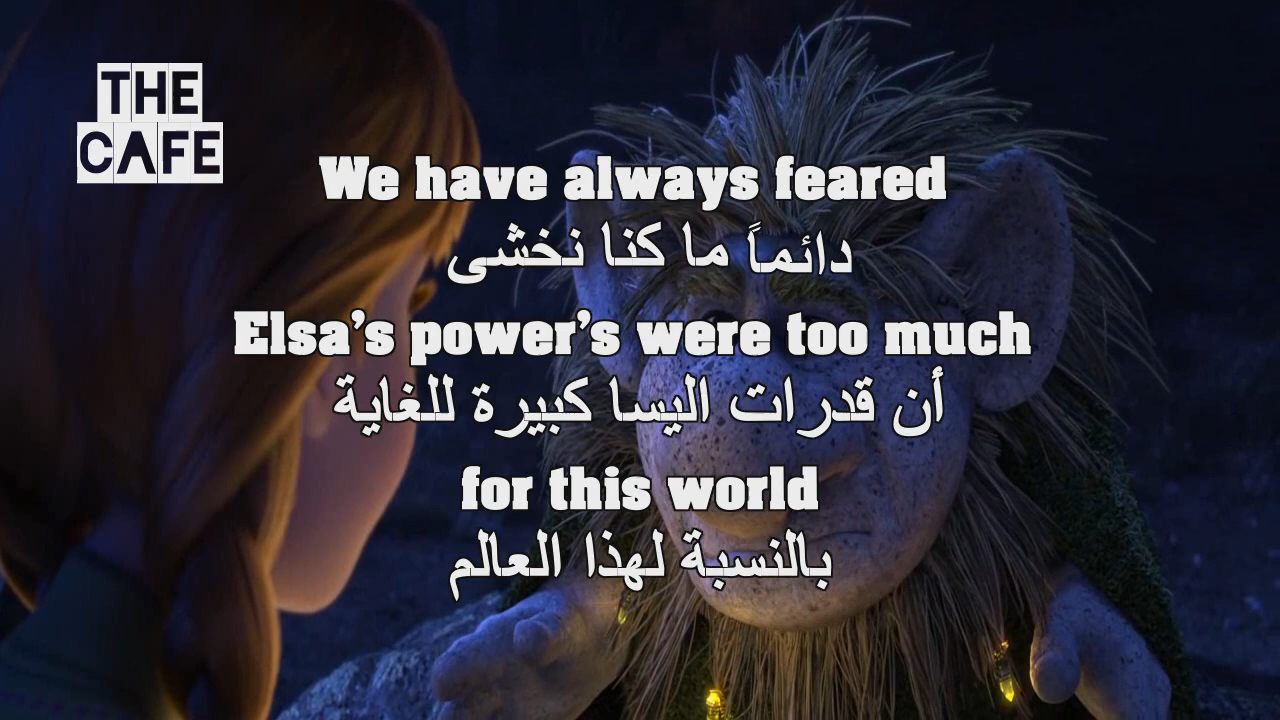 THE
CAFE
We have always feared
دائماً ما كنا نخشى
Elsa’s power’s were too much
أن قدرات اليسا كبيرة للغاية
for this world
بالنسبة لهذا العالم